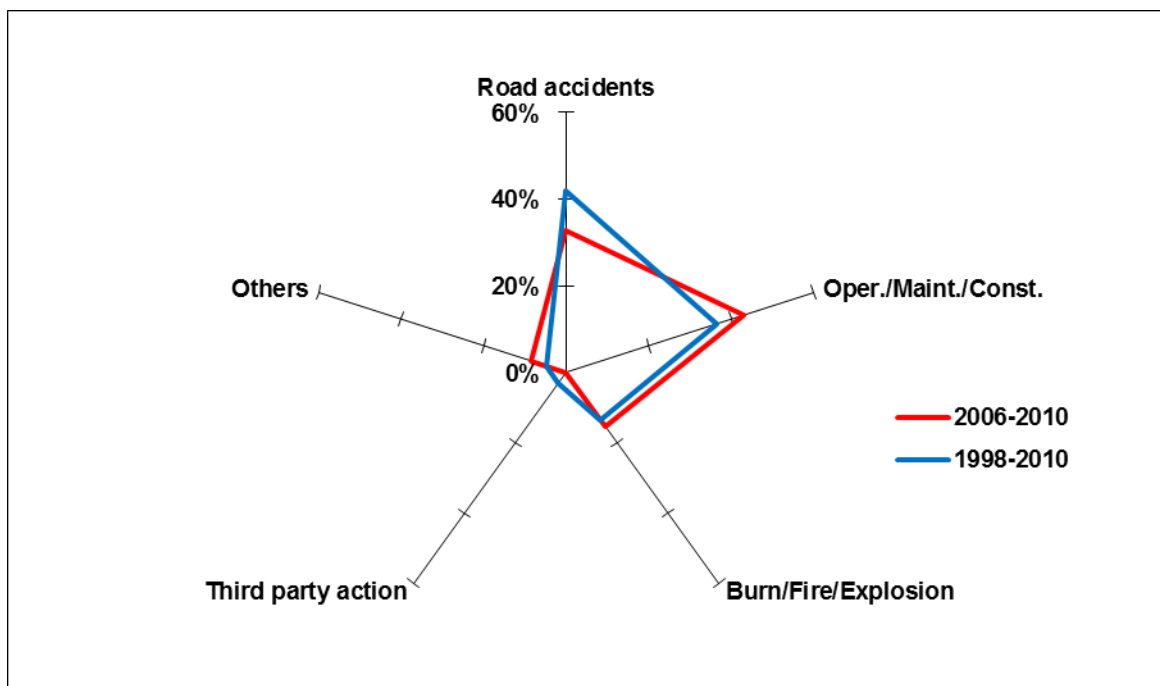 Road accidents
60%
40%
20%
0%
Others
Oper./Maint./Const.
Third party action
Burn/Fire/Explosion
2006-2010
1998-2010